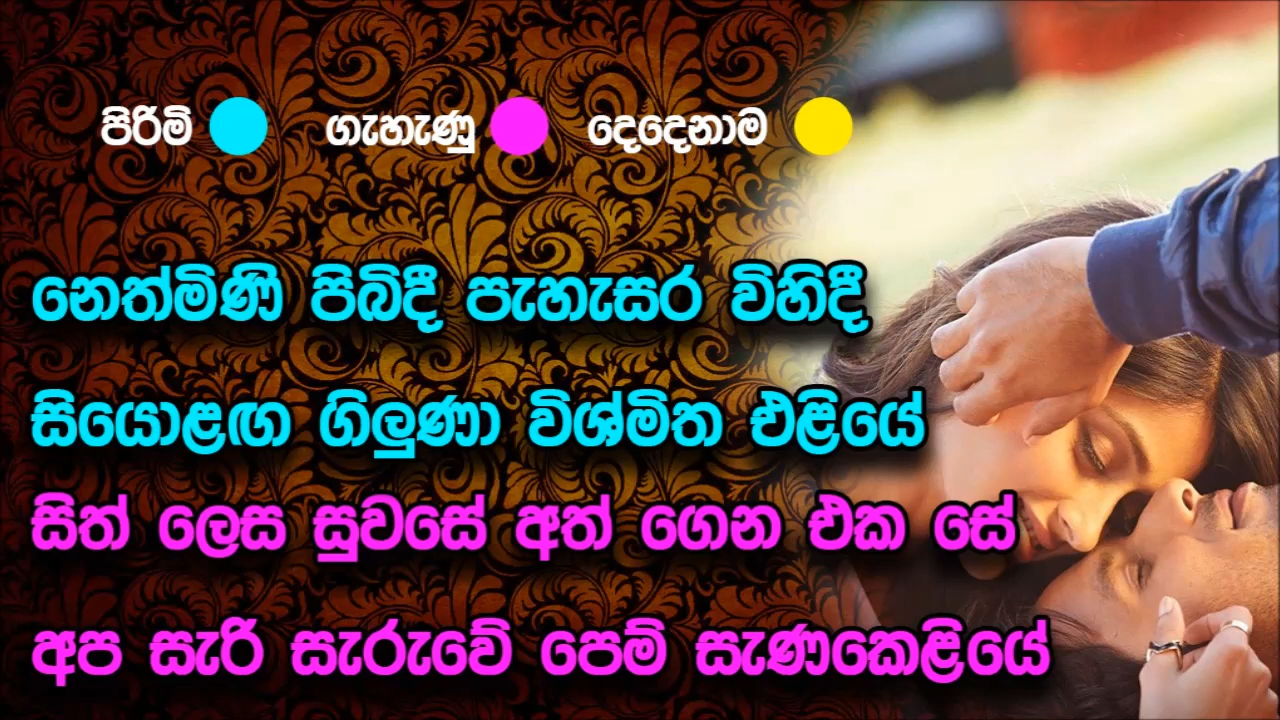 පිරිමි ගැහැණු දෙදෙනාම
නෙත්මිණි පිබිදී පැහැසර විහිදී
සියොළඟ ගිලුණා විශ්මිත එළියේ
සිත් ලෙස සුවසේ අත් ගෙන එක සේ
අප සැරි සැරුවේ පෙම් සැණකෙළියේ